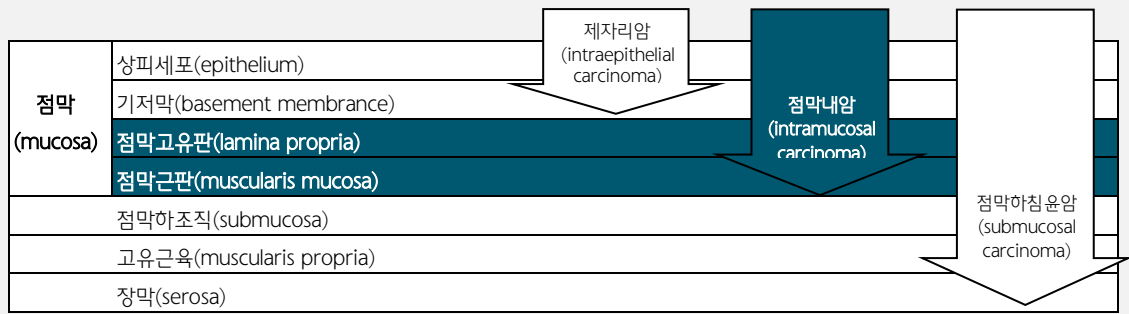 제자리암
(intraepithelial
carcinoma)
상피세포(epithelium)
기저막(basement membrance)
점막
(mucosa)
점막고유판(lamina propria)
점막근판(muscularis mucosa)
점막내암
(intramucosal
carcinoma)
점막하조직(submucosa)
고유근육(muscularis propria)
장막(serosa)
점막하침윤암
(submucosal
carcinoma)